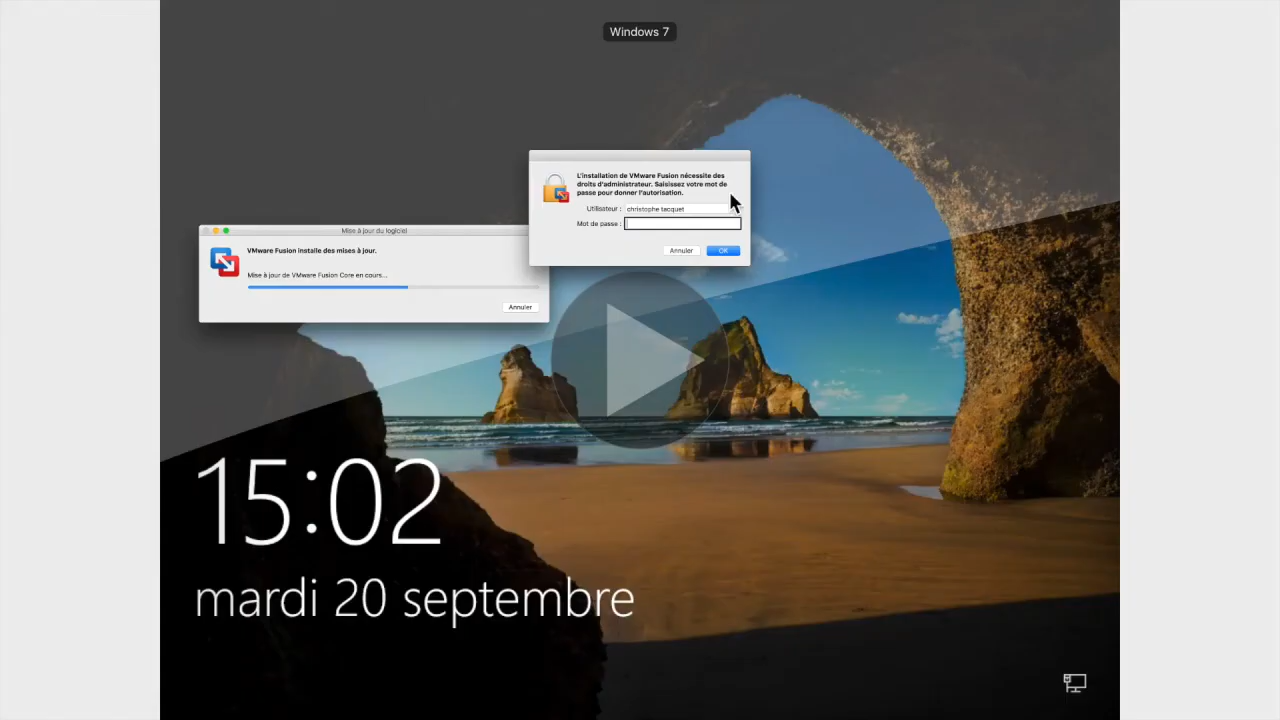 Windows 7
L'installation de VMware Fusion nécessite des
droits d'administrateur. Saisissez votre mot de
passe pour donner l'autorisation.
Utilisateur : christophe tacquet
Mot de passe :
Annuler OK
Mise à jour du logiciel
VMware Fusion installe des mises à jour.
Mise à jour de VMware Fusion Core en cours...
Annuler
15:02
mardi 20 septembre